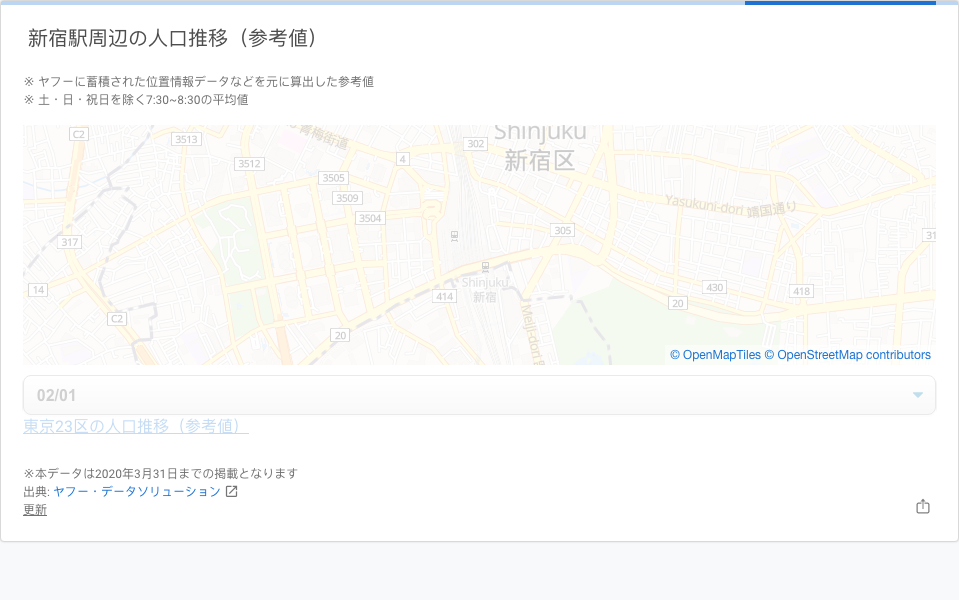 新宿駅周辺の人口推移（参考値）
※ ヤフーに蓄積された位置情報データなどを元に算出した参考値
※ 土・日・祝日を除く7:30~8:30の平均値
C2
3513
青梅街道
302
Shinjuku
新宿区
3512
4
3505
3509
3504
Yasukuni-dori 靖国通り
305
317
31
14
Shinjuku
新宿
414
430
418
20
C2
20
Meiji-dori
© OpenMapTiles © OpenStreetMap contributors
02/01
東京23区の人口推移（参考値）
※本データは2020年3月31日までの掲載となります
出典: ヤフー・データソリューション
更新